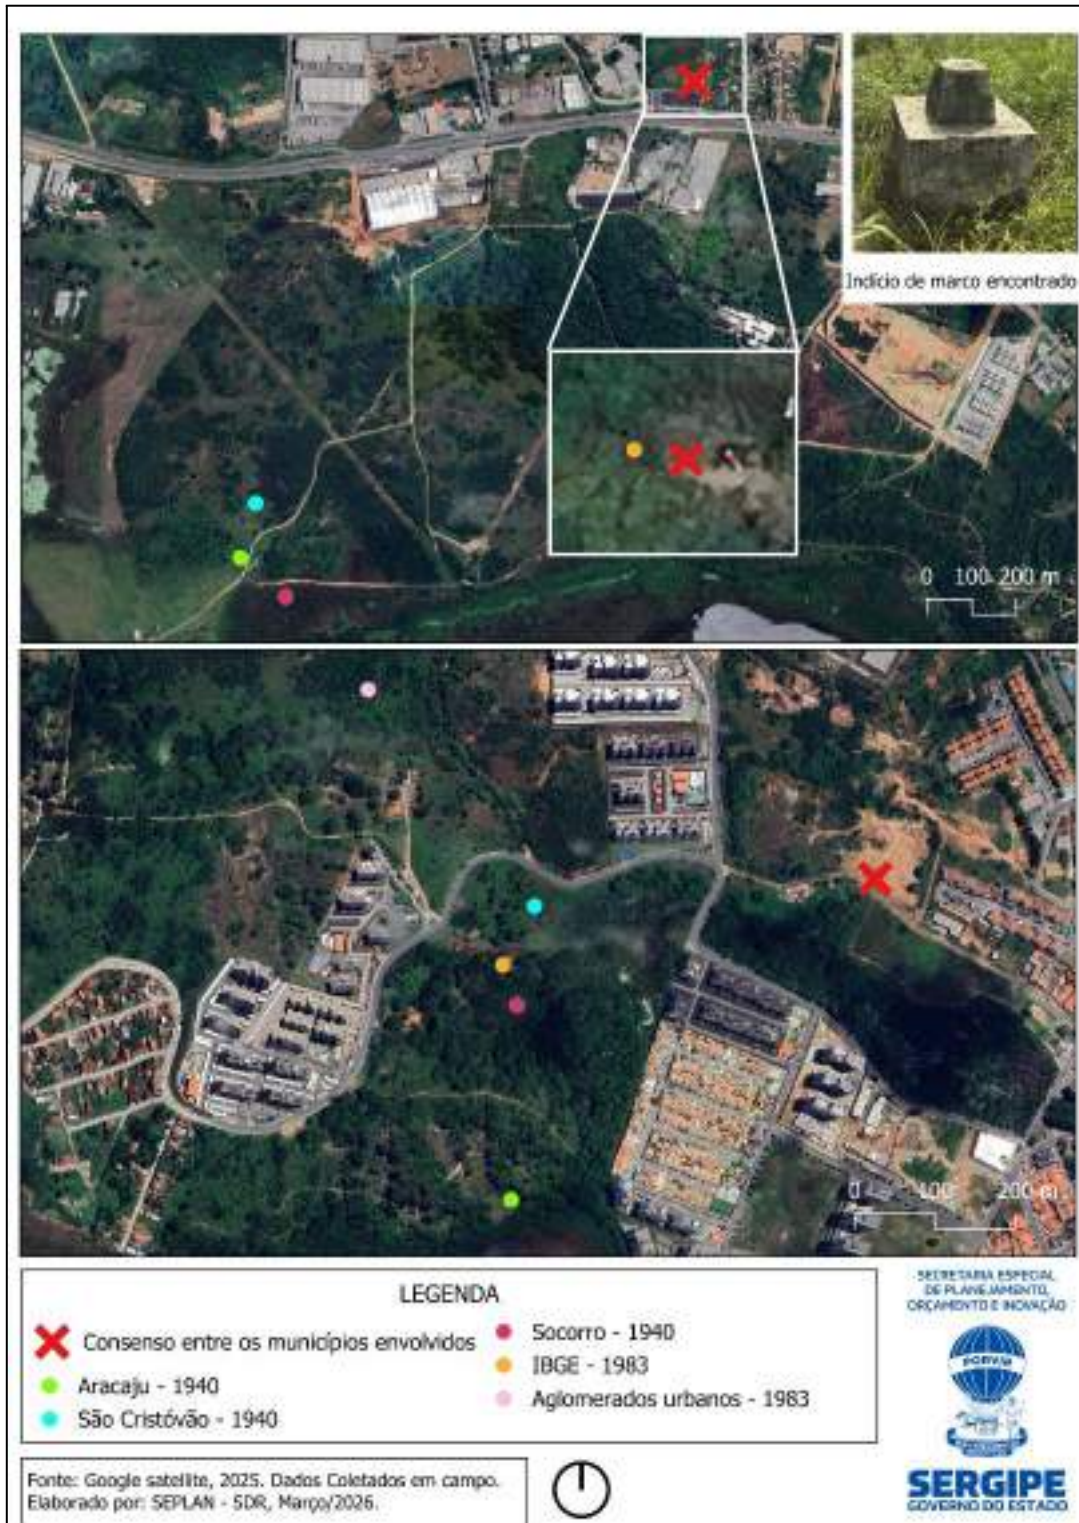 Indício de marco encontrado
0 100 200 m
0 100 200 m
LEGENDA
Consenso entre os municípios envolvidos
Aracaju - 1940
São Cristóvão - 1940
Socorro - 1940
IBGE - 1983
Aglomerados urbanos - 1983
Fonte: Google satellite, 2025. Dados Coletados em campo.
Elaborado por: SEPLAN - SDR, Março/2026.
SECRETARIA ESPECIAL
DE PLANEJAMENTO,
ORÇAMENTO E INOVAÇÃO
SERGIPE
GOVERNO DO ESTADO